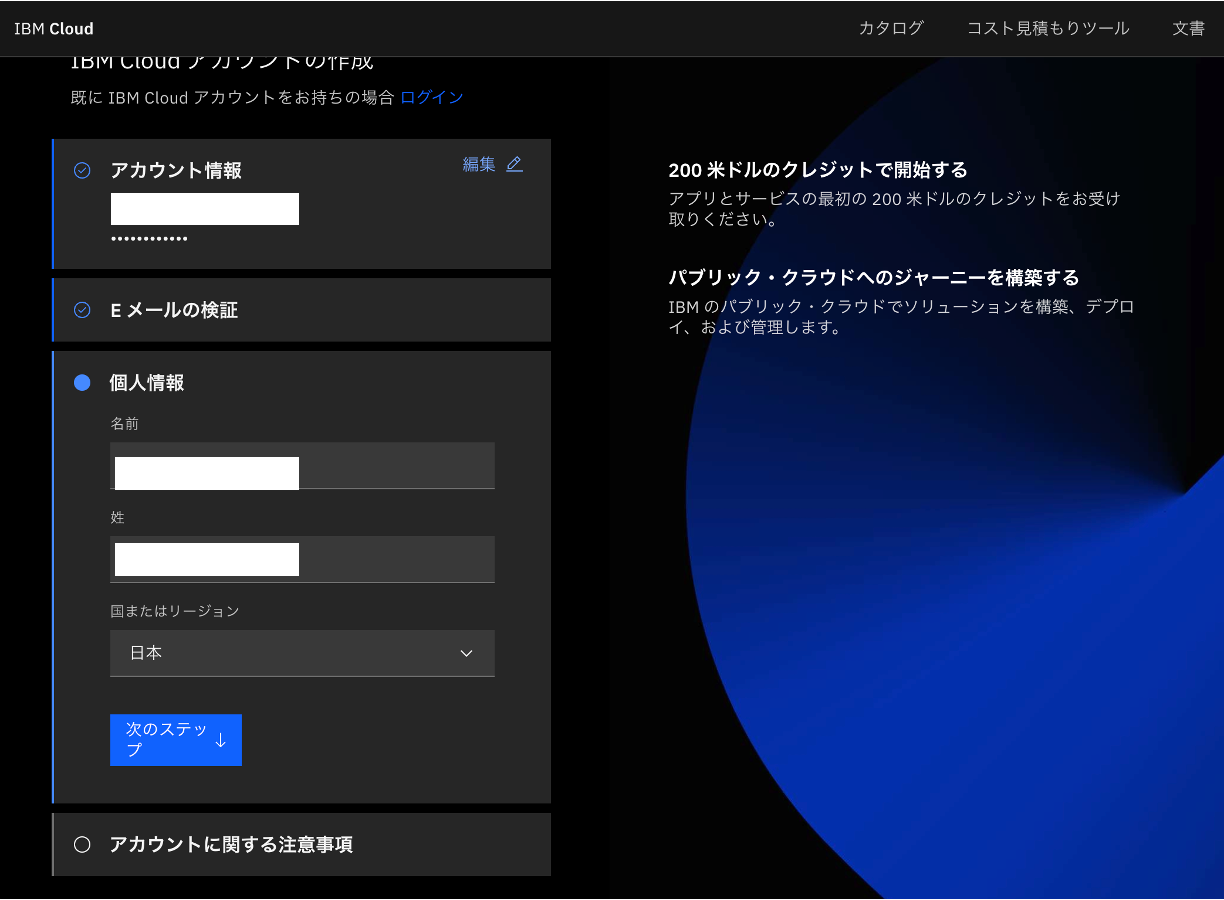 IBM Cloud
カタログ
コスト見積もりツール
文書
IBM Cloud アカウントの作成
既に IBM Cloud アカウントをお持ちの場合 ログイン
アカウント情報
編集
••••••••••••
E メールの検証
個人情報
名前
姓
国またはリージョン
日本
次のステッ
プ
アカウントに関する注意事項
200 米ドルのクレジットで開始する
アプリとサービスの最初の 200 米ドルのクレジットをお受け
取りください。
パブリック・クラウドへのジャーニーを構築する
IBM のパブリック・クラウドでソリューションを構築、デプロ
イ、および管理します。